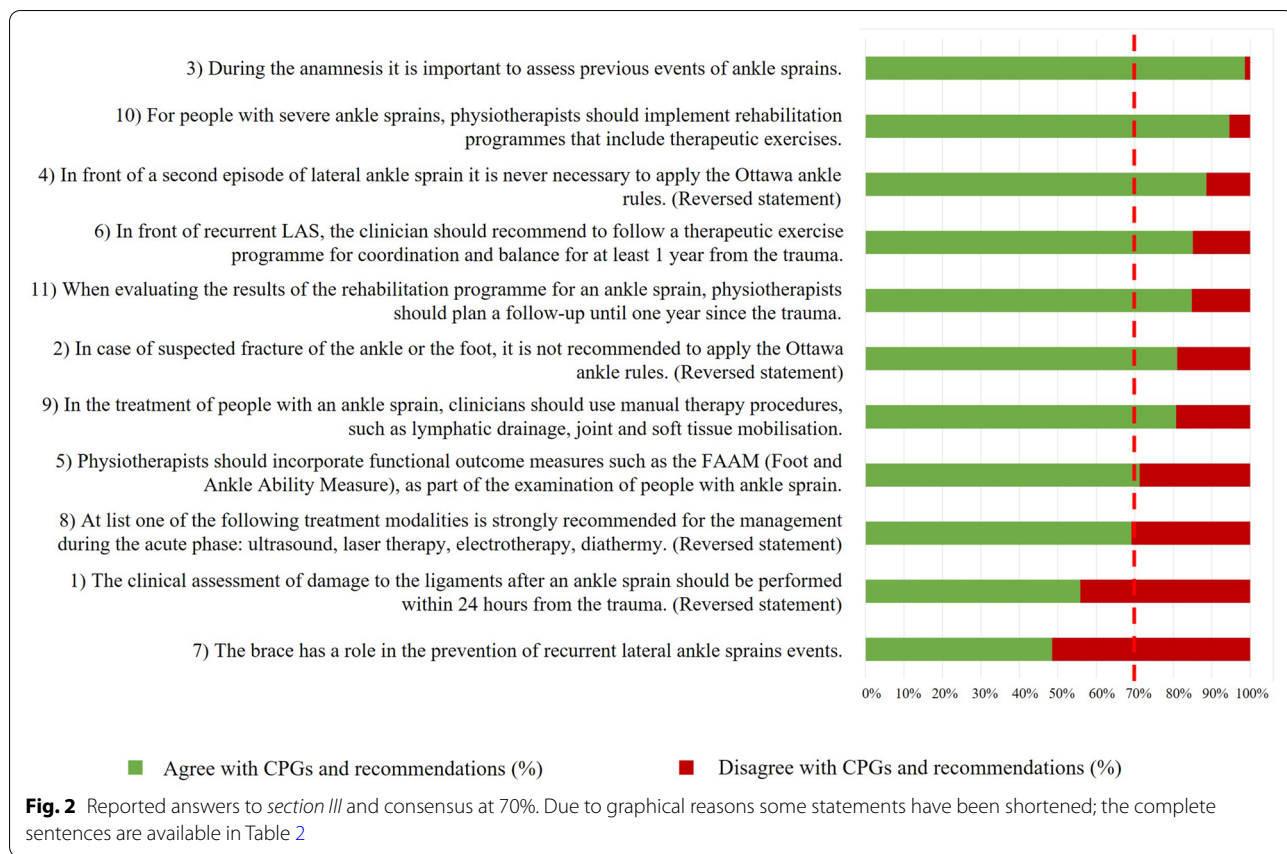 3) During the anamnesis it is important to assess previous events of ankle sprains.
10) For people with severe ankle sprains, physiotherapists should implement rehabilitation
programmes that include therapeutic exercises.
4) In front of a second episode of lateral ankle sprain it is never necessary to apply the Ottawa ankle
rules. (Reversed statement)
6) In front of recurrent LAS, the clinician should recommend to follow a therapeutic exercise
programme for coordination and balance for at least 1 year from the trauma.
11) When evaluating the results of the rehabilitation programme for an ankle sprain, physiotherapists
should plan a follow-up until one year since the trauma.
2) In case of suspected fracture of the ankle or the foot, it is not recommended to apply the Ottawa
ankle rules. (Reversed statement)
9) In the treatment of people with an ankle sprain, clinicians should use manual therapy procedures,
such as lymphatic drainage, joint and soft tissue mobilisation.
5) Physiotherapists should incorporate functional outcome measures such as the FAAM (Foot and
Ankle Ability Measure), as part of the examination of people with ankle sprain.
8) At list one of the following treatment modalities is strongly recommended for the management
during the acute phase: ultrasound, laser therapy, electrotherapy, diathermy. (Reversed statement)
1) The clinical assessment of damage to the ligaments after an ankle sprain should be performed
within 24 hours from the trauma. (Reversed statement)
7) The brace has a role in the prevention of recurrent lateral ankle sprains events.
0% 10% 20% 30% 40% 50% 60% 70% 80% 90% 100%
Agree with CPGs and recommendations (%) Disagree with CPGs and recommendations (%)
Fig. 2 Reported answers to section III and consensus at 70%. Due to graphical reasons some statements have been shortened; the complete
sentences are available in Table 2